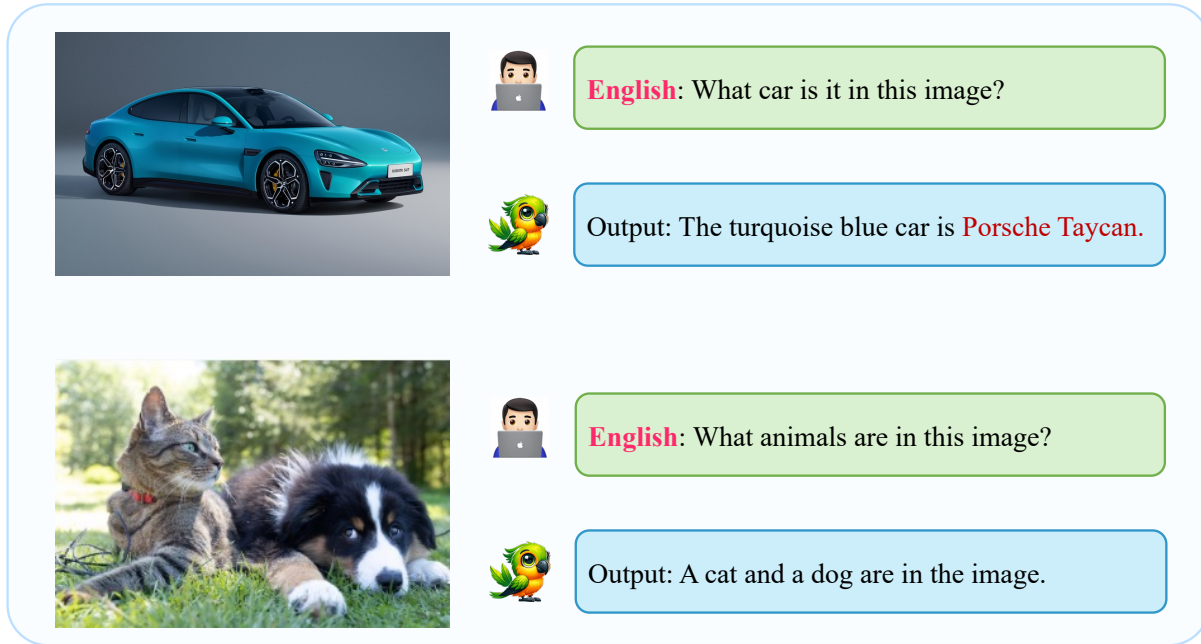 English: What car is it in this image?
Output: The turquoise blue car is Porsche Taycan.
English: What animals are in this image?
Output: A cat and a dog are in the image.